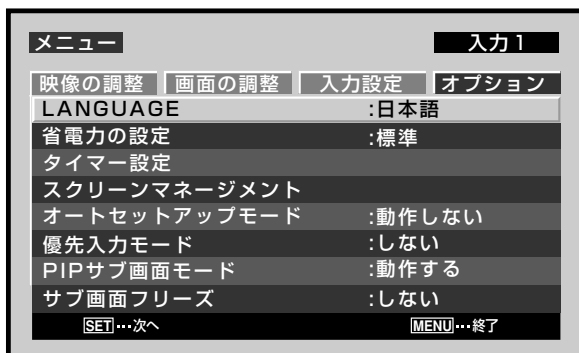 メニュー 入力1
映像の調整 画面の調整 入力設定 オプション
LANGUAGE :日本語
省電力の設定 :標準
タイマー設定
スクリーンマネージメント
オートセットアップモード :動作しない
優先入力モード :しない
PIPサブ画面モード :動作する
サブ画面フリーズ :しない
SET…次へ MENU…終了